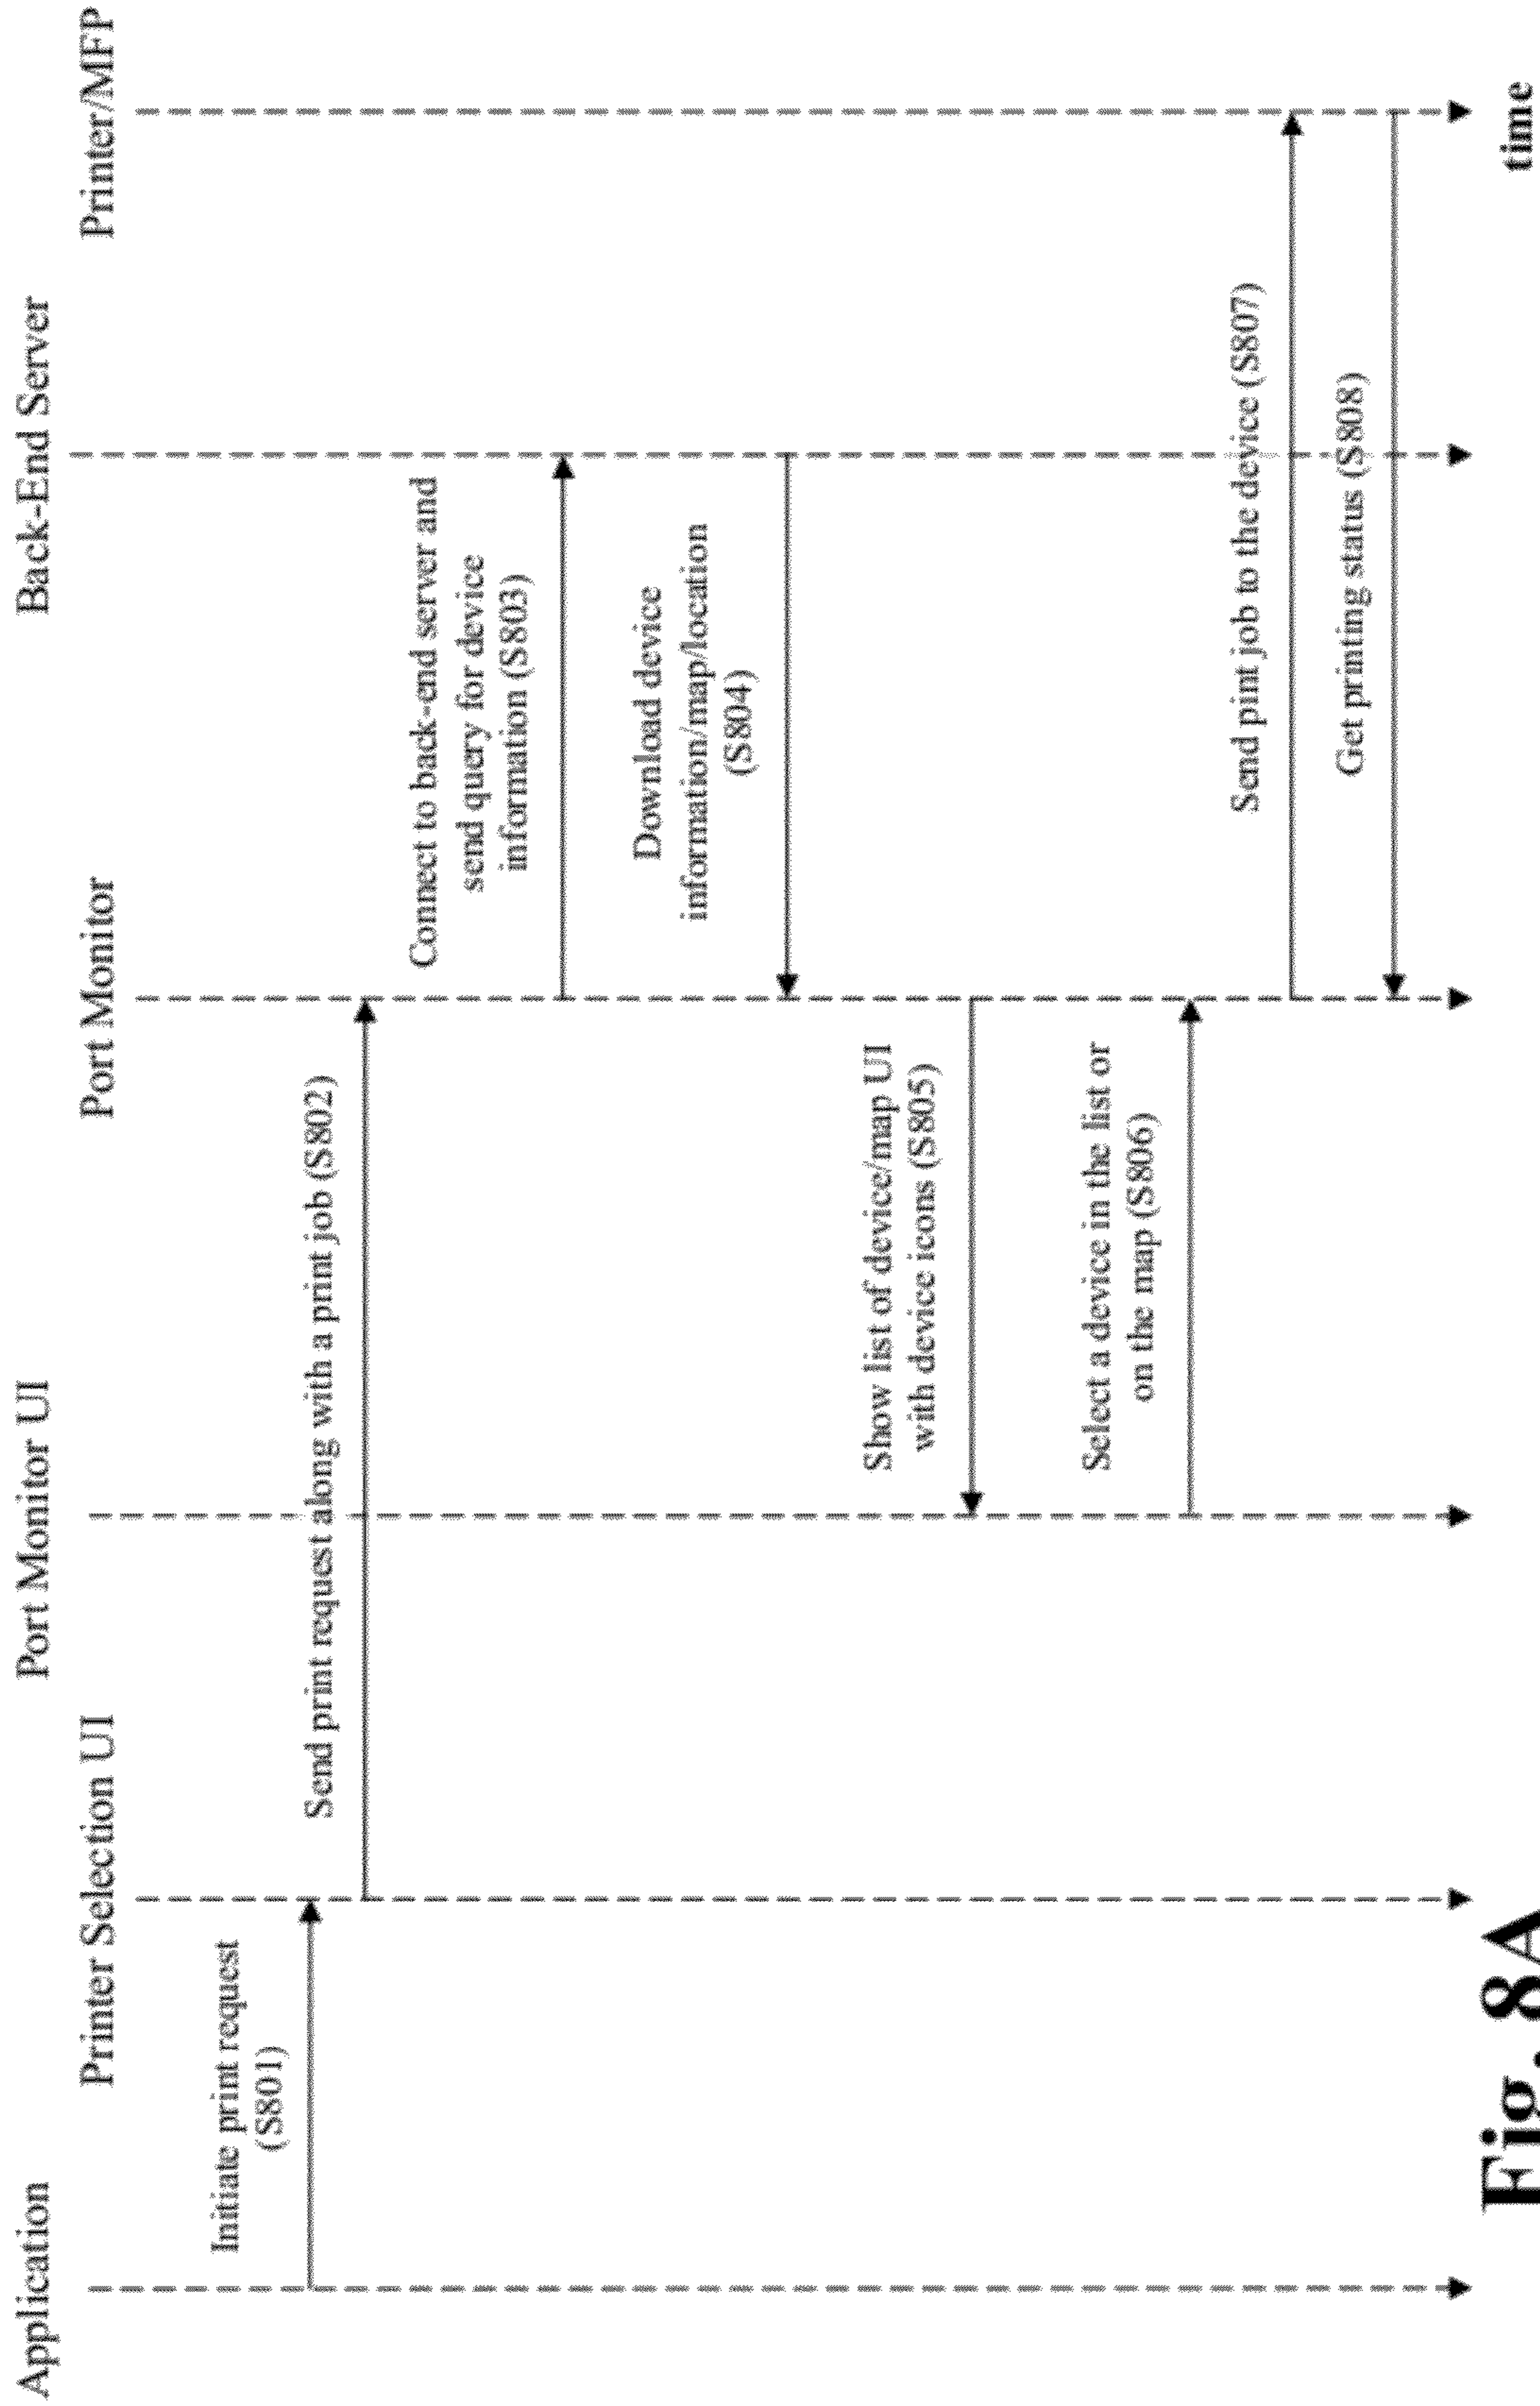 Application
Printer Selection UI
Port Monitor UI
Port Monitor
Back-End Server
Printer/MFP
Initiate print request
(S801)
Send print request along with a print job (S802)
Connect to back-end server and
send query for device
information (S803)
Download device
information/map/location
(S804)
Show list of device/map UI
with device icons (S805)
Select a device in the list or
on the map (S806)
Send pint job to the device (S807)
Get printing status (S808)
time
Fig. 8A